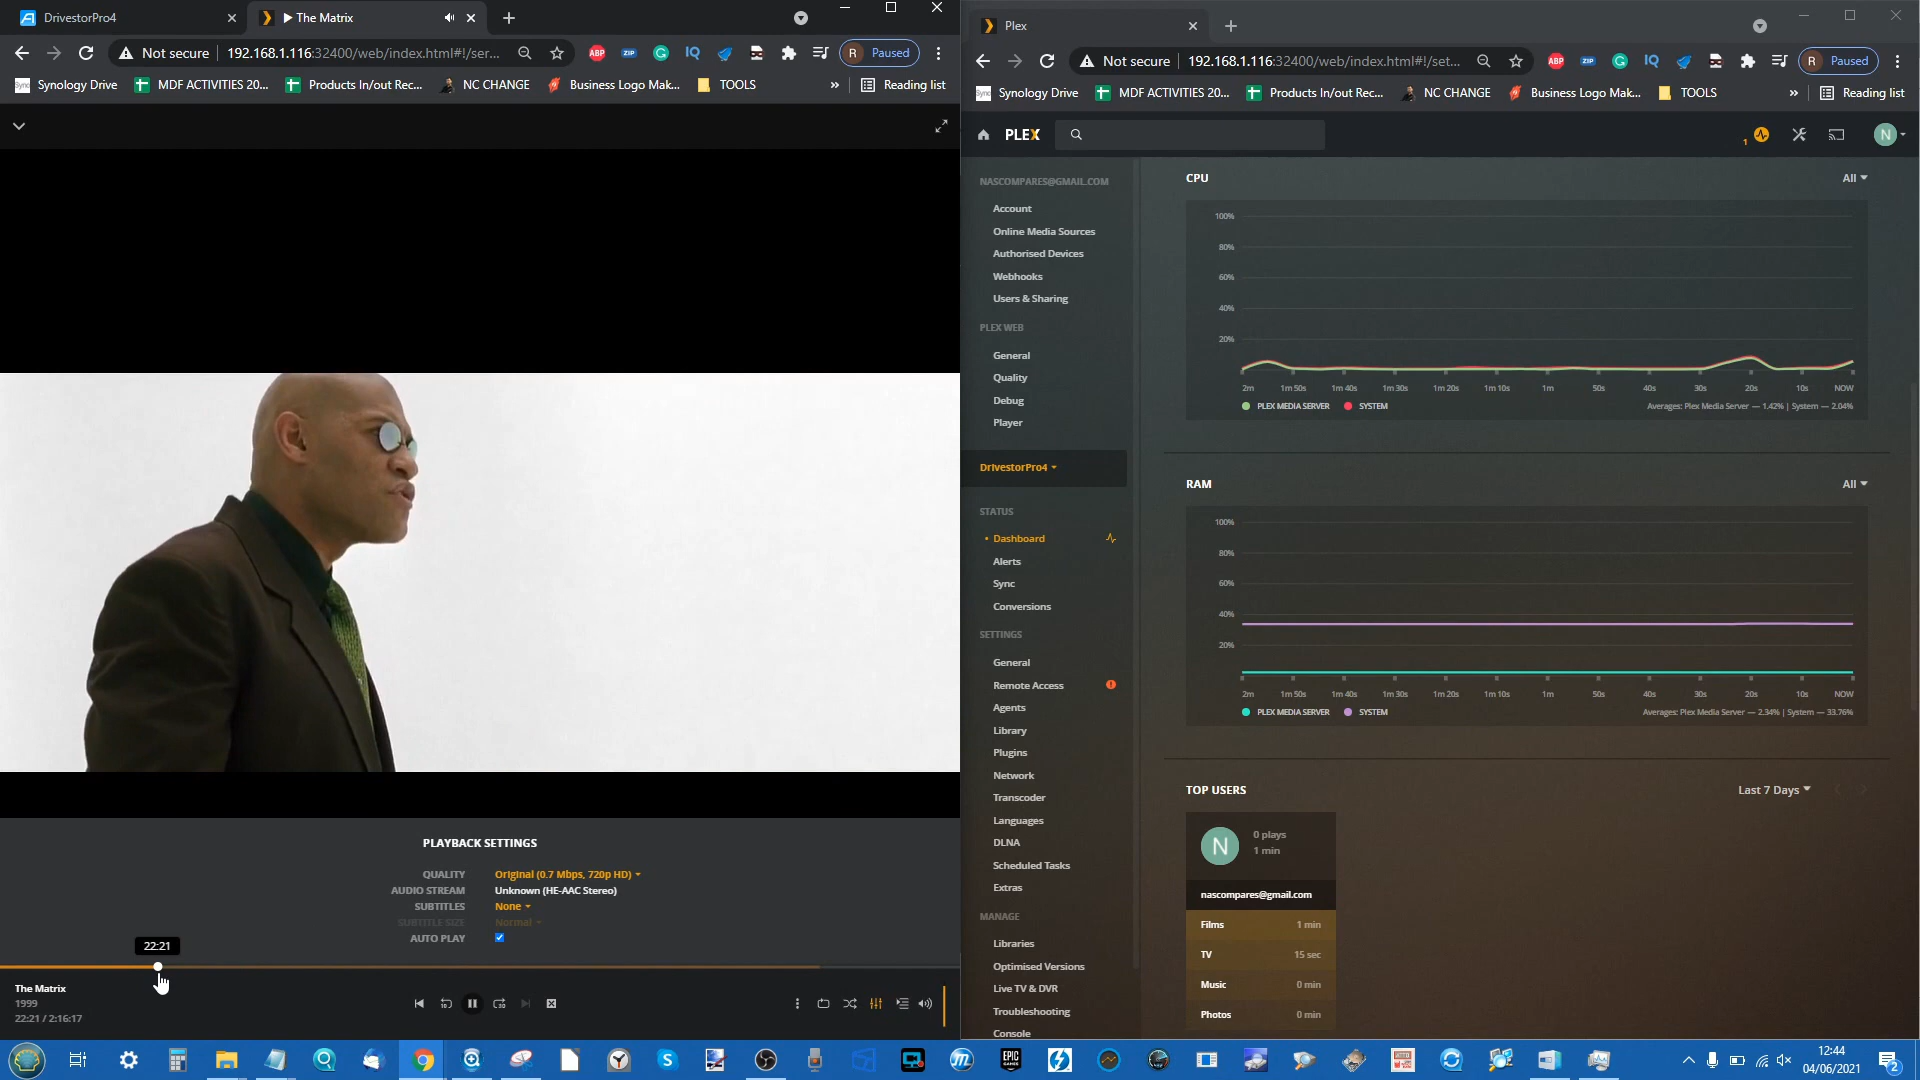 DrivestorPro4
The Matrix
Not secure
192.168.1.116:32400/web/index.html#!/ser...
ABP
ZIP
IQ
R
Paused
Synology Drive
MDF ACTIVITIES 20...
Products In/out Rec...
NC CHANGE
Business Logo Mak...
TOOLS
»
Reading list
PLAYBACK SETTINGS
QUALITY
Original (0.7 Mbps, 720p HD)
AUDIO STREAM
Unknown (HE-AAC Stereo)
SUBTITLES
None
SUBTITLE SIZE
Normal
AUTO PLAY
22:21
The Matrix
1999
22:21 / 2:16:17
Plex
Not secure
192.168.1.116:32400/web/index.html#!/set...
ABP
ZIP
IQ
R
Paused
Synology Drive
MDF ACTIVITIES 20...
Products In/out Rec...
NC CHANGE
Business Logo Mak...
TOOLS
»
Reading list
PLEX
1
N
NASCOMPARES@GMAIL.COM
Account
Online Media Sources
Authorised Devices
Webhooks
Users & Sharing
PLEX WEB
General
Quality
Debug
Player
DrivestorPro4
STATUS
Dashboard
Alerts
Sync
Conversions
SETTINGS
General
Remote Access
Agents
Library
Plugins
Network
Transcoder
Languages
DLNA
Scheduled Tasks
Extras
MANAGE
Libraries
Optimised Versions
Live TV & DVR
Troubleshooting
Console
CPU
All
100%
80%
60%
40%
20%
2m 1m 50s 1m 40s 1m 30s 1m 20s 1m 10s 1m 50s 40s 30s 20s 10s NOW
PLEX MEDIA SERVER SYSTEM
Averages: Plex Media Server — 1.42% | System — 2.04%
RAM
All
100%
80%
60%
40%
20%
2m 1m 50s 1m 40s 1m 30s 1m 20s 1m 10s 1m 50s 40s 30s 20s 10s NOW
PLEX MEDIA SERVER SYSTEM
Averages: Plex Media Server — 2.34% | System — 33.76%
TOP USERS
Last 7 Days
N
0 plays
1 min
nascompares@gmail.com
Films 1 min
TV 15 sec
Music 0 min
Photos 0 min
EPIC
12:44
04/06/2021
2